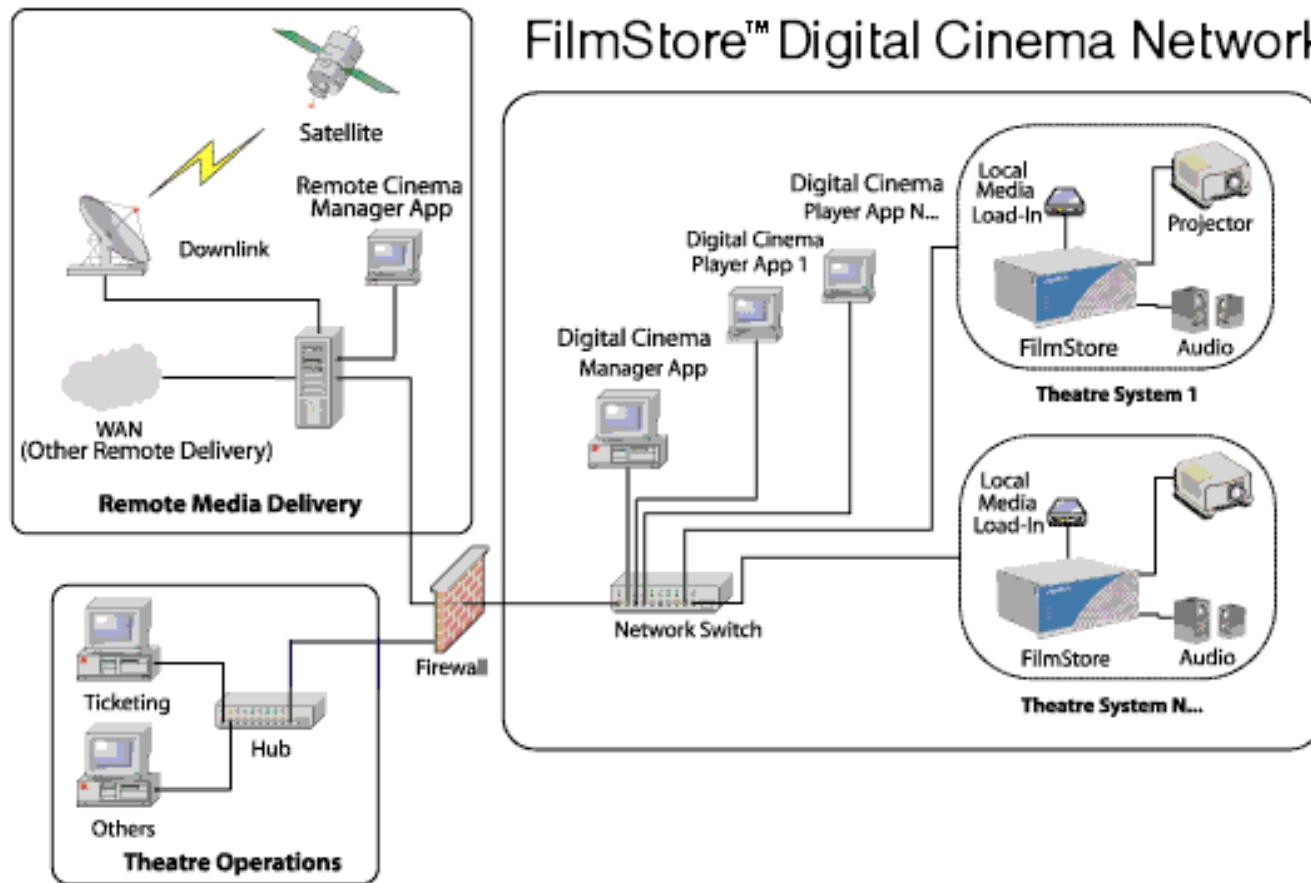 FilmStore™ Digital Cinema Network
Satellite
Remote Cinema
Manager App
Downlink
WAN
(Other Remote Delivery)
Remote Media Delivery
Ticketing
Hub
Others
Theatre Operations
Firewall
Digital Cinema
Manager App
Digital Cinema
Player App 1
Digital Cinema
Player App N...
Network Switch
Local
Media
Load-In
Projector
FilmStore
Audio
Theatre System 1
Local
Media
Load-In
FilmStore
Audio
Theatre System N...